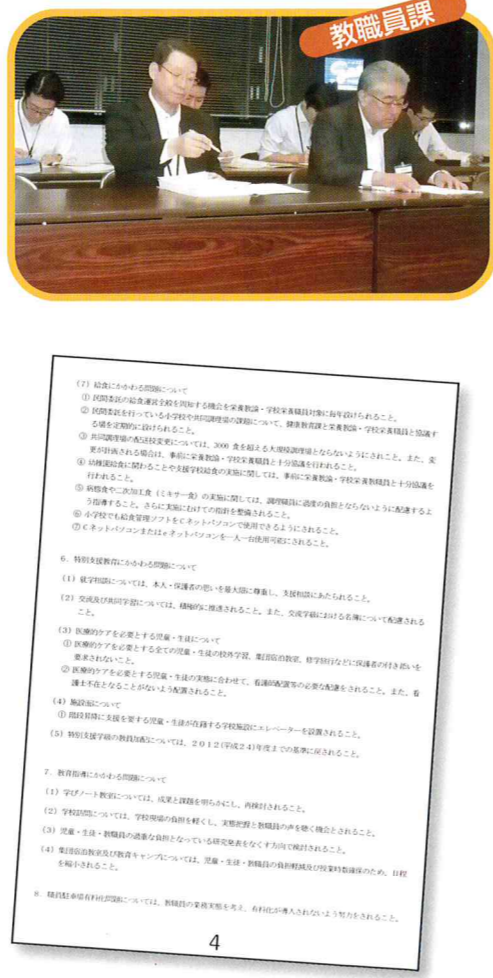 教職員課
(7) 給食にかかわる問題について
① 民間委託の給食運営全般を周知する機会を栄養教諭・学校栄養職員対象に毎年設けられること。
② 民間委託を行っている小学校や共同調理場の課題について、健康教育課と栄養教諭・学校栄養職員と協議す
る場を定期的に設けられること。
③ 共同調理場の配送校変更については、3000 食を超える大規模調理場とならないようにされこと。また、変
更が計画される場合は、事前に栄養教諭・学校栄養職員と十分協議を行われること。
④ 幼稚園給食に関わることや支援学校給食の実施に関しては、事前に栄養教諭・学校栄養教職員と十分協議を
行われること。
⑤ 病態食や二次加工食（ミキサー食）の実施に関しては、調理職員に過度の負担とならないように配慮するよ
う指導すること。さらに実施にむけての指針を整備されること。
⑥ 小学校でも給食管理ソフトをCネットパソコンで使用できるようにされること。
⑦ Cネットパソコンまたはeネットパソコンを一人一台使用可能にされること。
6．特別支援教育にかかわる問題について
(1) 就学相談については、本人・保護者の思いを最大限に尊重し、支援相談にあたられること。
(2) 交流及び共同学習については、積極的に推進されること。また、交流学級における名簿について配慮される
こと。
(3) 医療的ケアを必要とする児童・生徒について
① 医療的ケアを必要とする全ての児童・生徒の校外学習、集団宿泊教室、修学旅行などに保護者の付き添いを
要求されないこと。
② 医療的ケアを必要とする児童・生徒の実態に合わせて、看護師配置等の必要な配慮をされること。また、看
護士不在となることがないよう配置されること。
(4) 施設面について
① 階段昇降に支援を要する児童・生徒が在籍する学校施設にエレベーターを設置されること。
(5) 特別支援学級の教員加配については、2012(平成24)年度までの基準に戻されること。
7．教育指導にかかわる問題について
(1) 学びノート教室については、成果と課題を明らかにし、再検討されること。
(2) 学校訪問については、学校現場の負担を軽くし、実態把握と教職員の声を聴く機会とされること。
(3) 児童・生徒・教職員の過重な負担となっている研究発表をなくす方向で検討されること。
(4) 集団宿泊教室及び教育キャンプについては、児童・生徒・教職員の負担軽減及び授業時数確保のため、日程
を縮小されること。
8．職員駐車場有料化問題については、教職員の業務実態を考え、有料化が導入されないよう努力をされること。
4